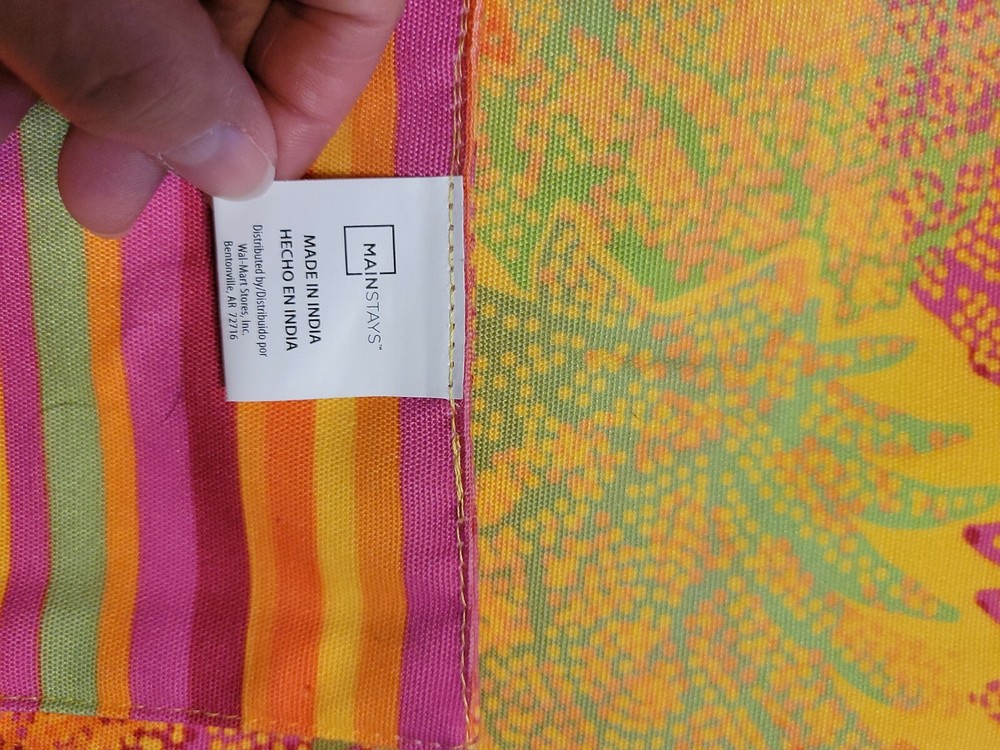 MAINSTAYS™
MADE IN INDIA
HECHO EN INDIA
Distributed by/Distribuido por
Wal-Mart Stores, Inc.
Bentonville, AR 72716